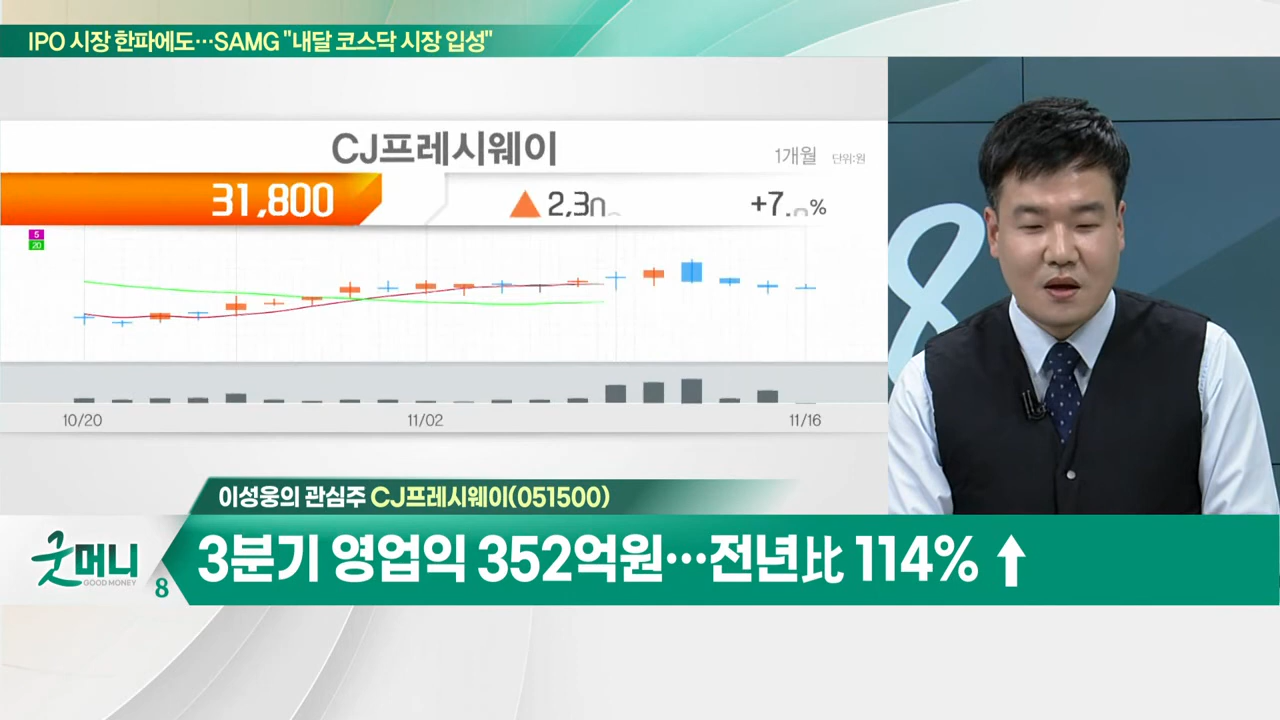 IPO 시장 한파에도…SAMG "내달 코스닥 시장 입성"
CJ프레시웨이
1개월 단위:원
31,800 ▲ +7. %
5
20
10/20 11/02 11/16
이성웅의 관심주 CJ프레시웨이(051500)
3분기 영업익 352억원…전년比 114% ↑
굿머니
GOOD MONEY
8